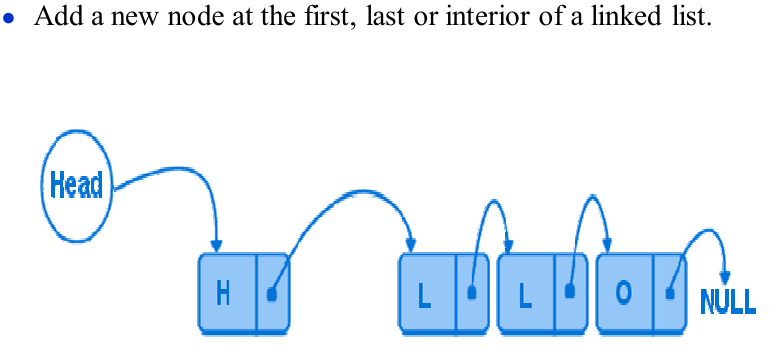 • Add a new node at the first, last or interior of a linked list.
Head
H L L O NULL